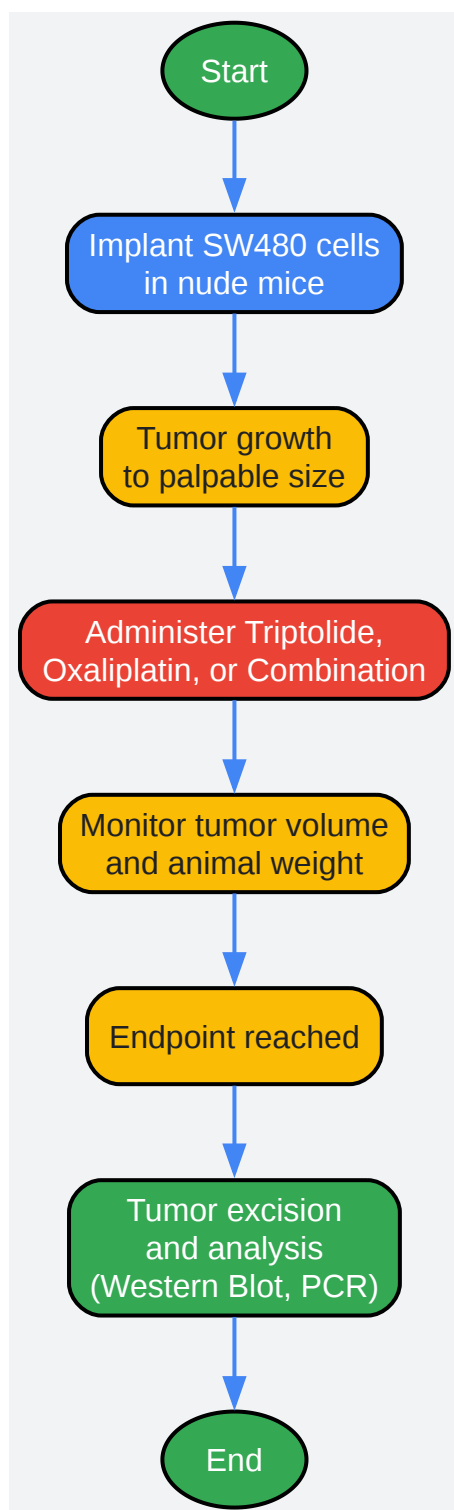 Start
Implant SW480 cells
in nude mice
Tumor growth
to palpable size
Administer Triptolide,
Oxaliplatin, or Combination
Monitor tumor volume
and animal weight
Endpoint reached
Tumor excision
and analysis
(Western Blot, PCR)
End